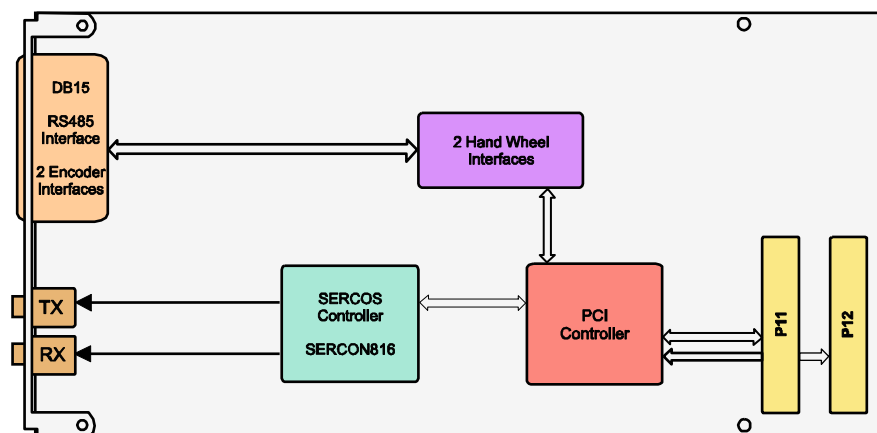 DB15
RS485
Interface
2 Encoder
Interfaces
2 Hand Wheel
Interfaces
TX
RX
SERCOS
Controller
SERCON816
PCI
Controller
P11
P12